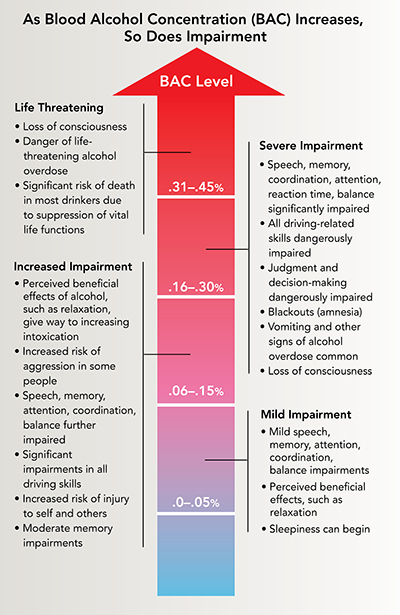 As Blood Alcohol Concentration (BAC) Increases,
So Does Impairment
BAC Level
Life Threatening
• Loss of consciousness
• Danger of life-
threatening alcohol
overdose
• Significant risk of death
in most drinkers due
to suppression of vital
life functions
.31–.45%
Severe Impairment
• Speech, memory,
coordination, attention,
reaction time, balance
significantly impaired
• All driving-related
skills dangerously
impaired
• Judgment and
decision-making
dangerously impaired
• Blackouts (amnesia)
• Vomiting and other
signs of alcohol
overdose common
• Loss of consciousness
.16–.30%
Increased Impairment
• Perceived beneficial
effects of alcohol,
such as relaxation,
give way to increasing
intoxication
• Increased risk of
aggression in some
people
• Speech, memory,
attention, coordination,
balance further
impaired
• Significant
impairments in all
driving skills
• Increased risk of injury
to self and others
• Moderate memory
impairments
.06–.15%
Mild Impairment
• Mild speech,
memory, attention,
coordination,
balance impairments
• Perceived beneficial
effects, such as
relaxation
• Sleepiness can begin
.0–.05%